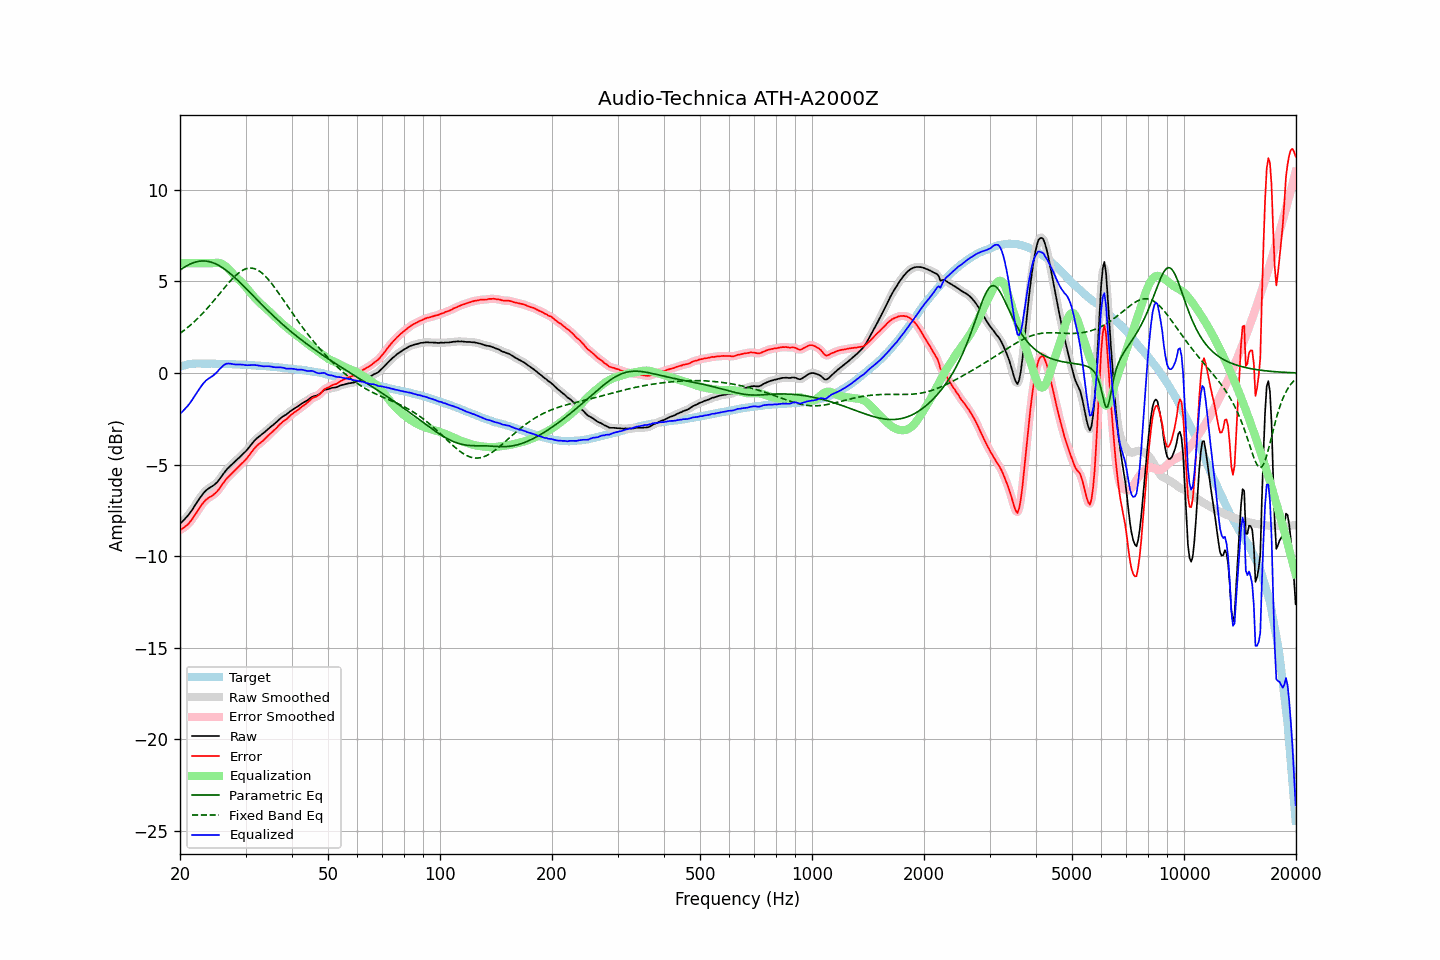 Audio-Technica ATH-A2000Z
Amplitude (dBr)
10
5
0
−5
−10
−15
−20
−25
Target
Raw Smoothed
Error Smoothed
Raw
Error
Equalization
Parametric Eq
Fixed Band Eq
Equalized
20 50 100 200 500 1000 2000 5000 10000 20000
Frequency (Hz)